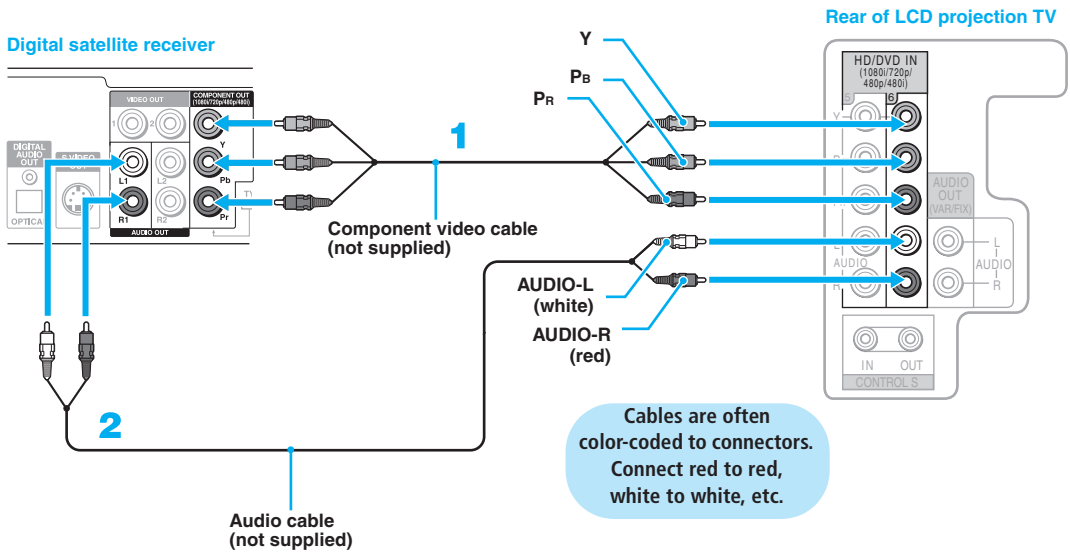 Rear of LCD projection TV
Digital satellite receiver
VIDEO OUT
COMPONENT OUT
(1080i/720p/480p/480i)
1
2
Y
DIGITAL
AUDIO
OUT
S VIDEO
OUT
L1
L2
Pb
OPTICAL
R1
R2
Pr
TV
AUDIO OUT
Y
PB
PR
1
Component video cable
(not supplied)
AUDIO-L
(white)
AUDIO-R
(red)
HD/DVD IN
(1080i/720p/
480p/480i)
5
6
Y
L
AUDIO
R
AUDIO
OUT
(VAR/FIX)
L
AUDIO
R
IN
OUT
CONTROL S
2
Audio cable
(not supplied)
Cables are often
color-coded to connectors.
Connect red to red,
white to white, etc.